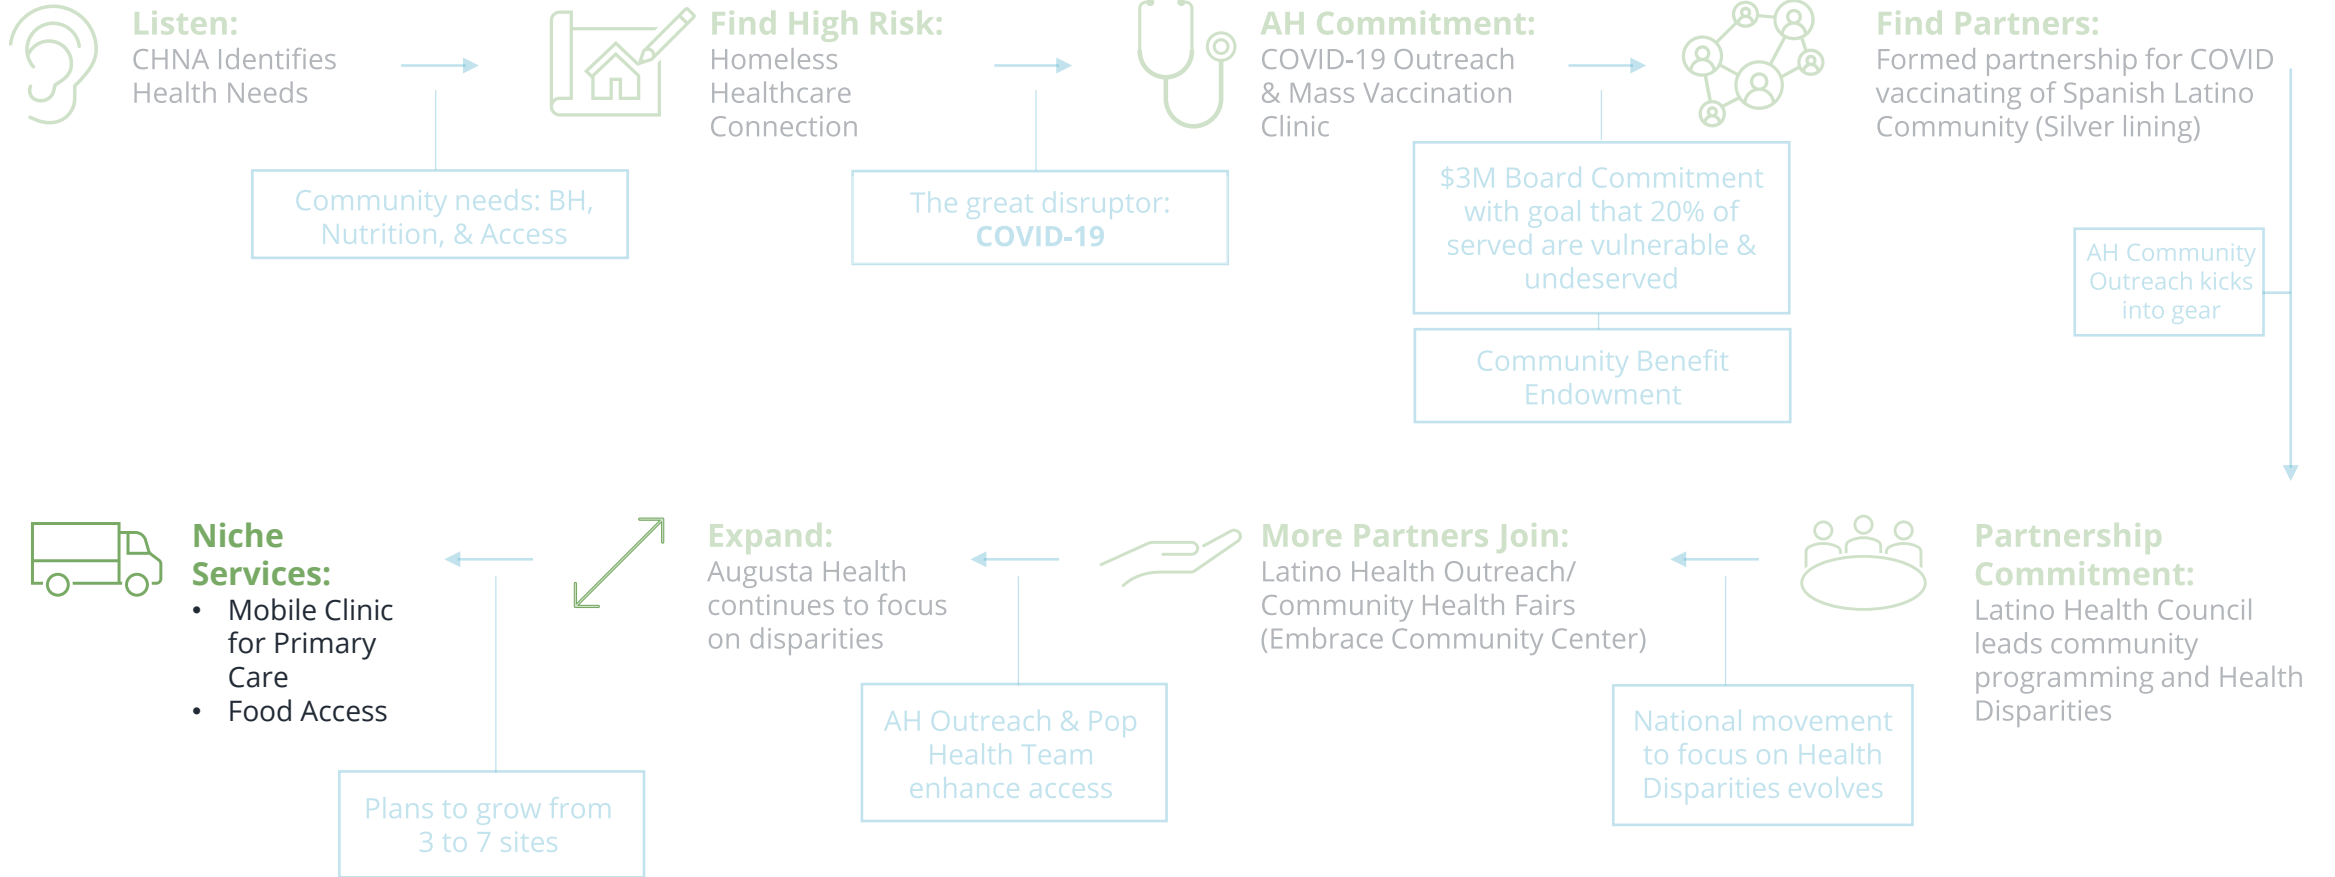 Listen:
CHNA Identifies
Health Needs
Community needs: BH,
Nutrition, & Access
Find High Risk:
Homeless
Healthcare
Connection
The great disruptor:
COVID-19
AH Commitment:
COVID-19 Outreach
& Mass Vaccination
Clinic
$3M Board Commitment
with goal that 20% of
served are vulnerable &
undeserved
Community Benefit
Endowment
Find Partners:
Formed partnership for COVID
vaccinating of Spanish Latino
Community (Silver lining)
AH Community
Outreach kicks
into gear
Partnership
Commitment:
Latino Health Council
leads community
programming and Health
Disparities
National movement
to focus on Health
Disparities evolves
More Partners Join:
Latino Health Outreach/
Community Health Fairs
(Embrace Community Center)
AH Outreach & Pop
Health Team
enhance access
Expand:
Augusta Health
continues to focus
on disparities
Plans to grow from
3 to 7 sites
Niche
Services:
• Mobile Clinic
for Primary
Care
• Food Access